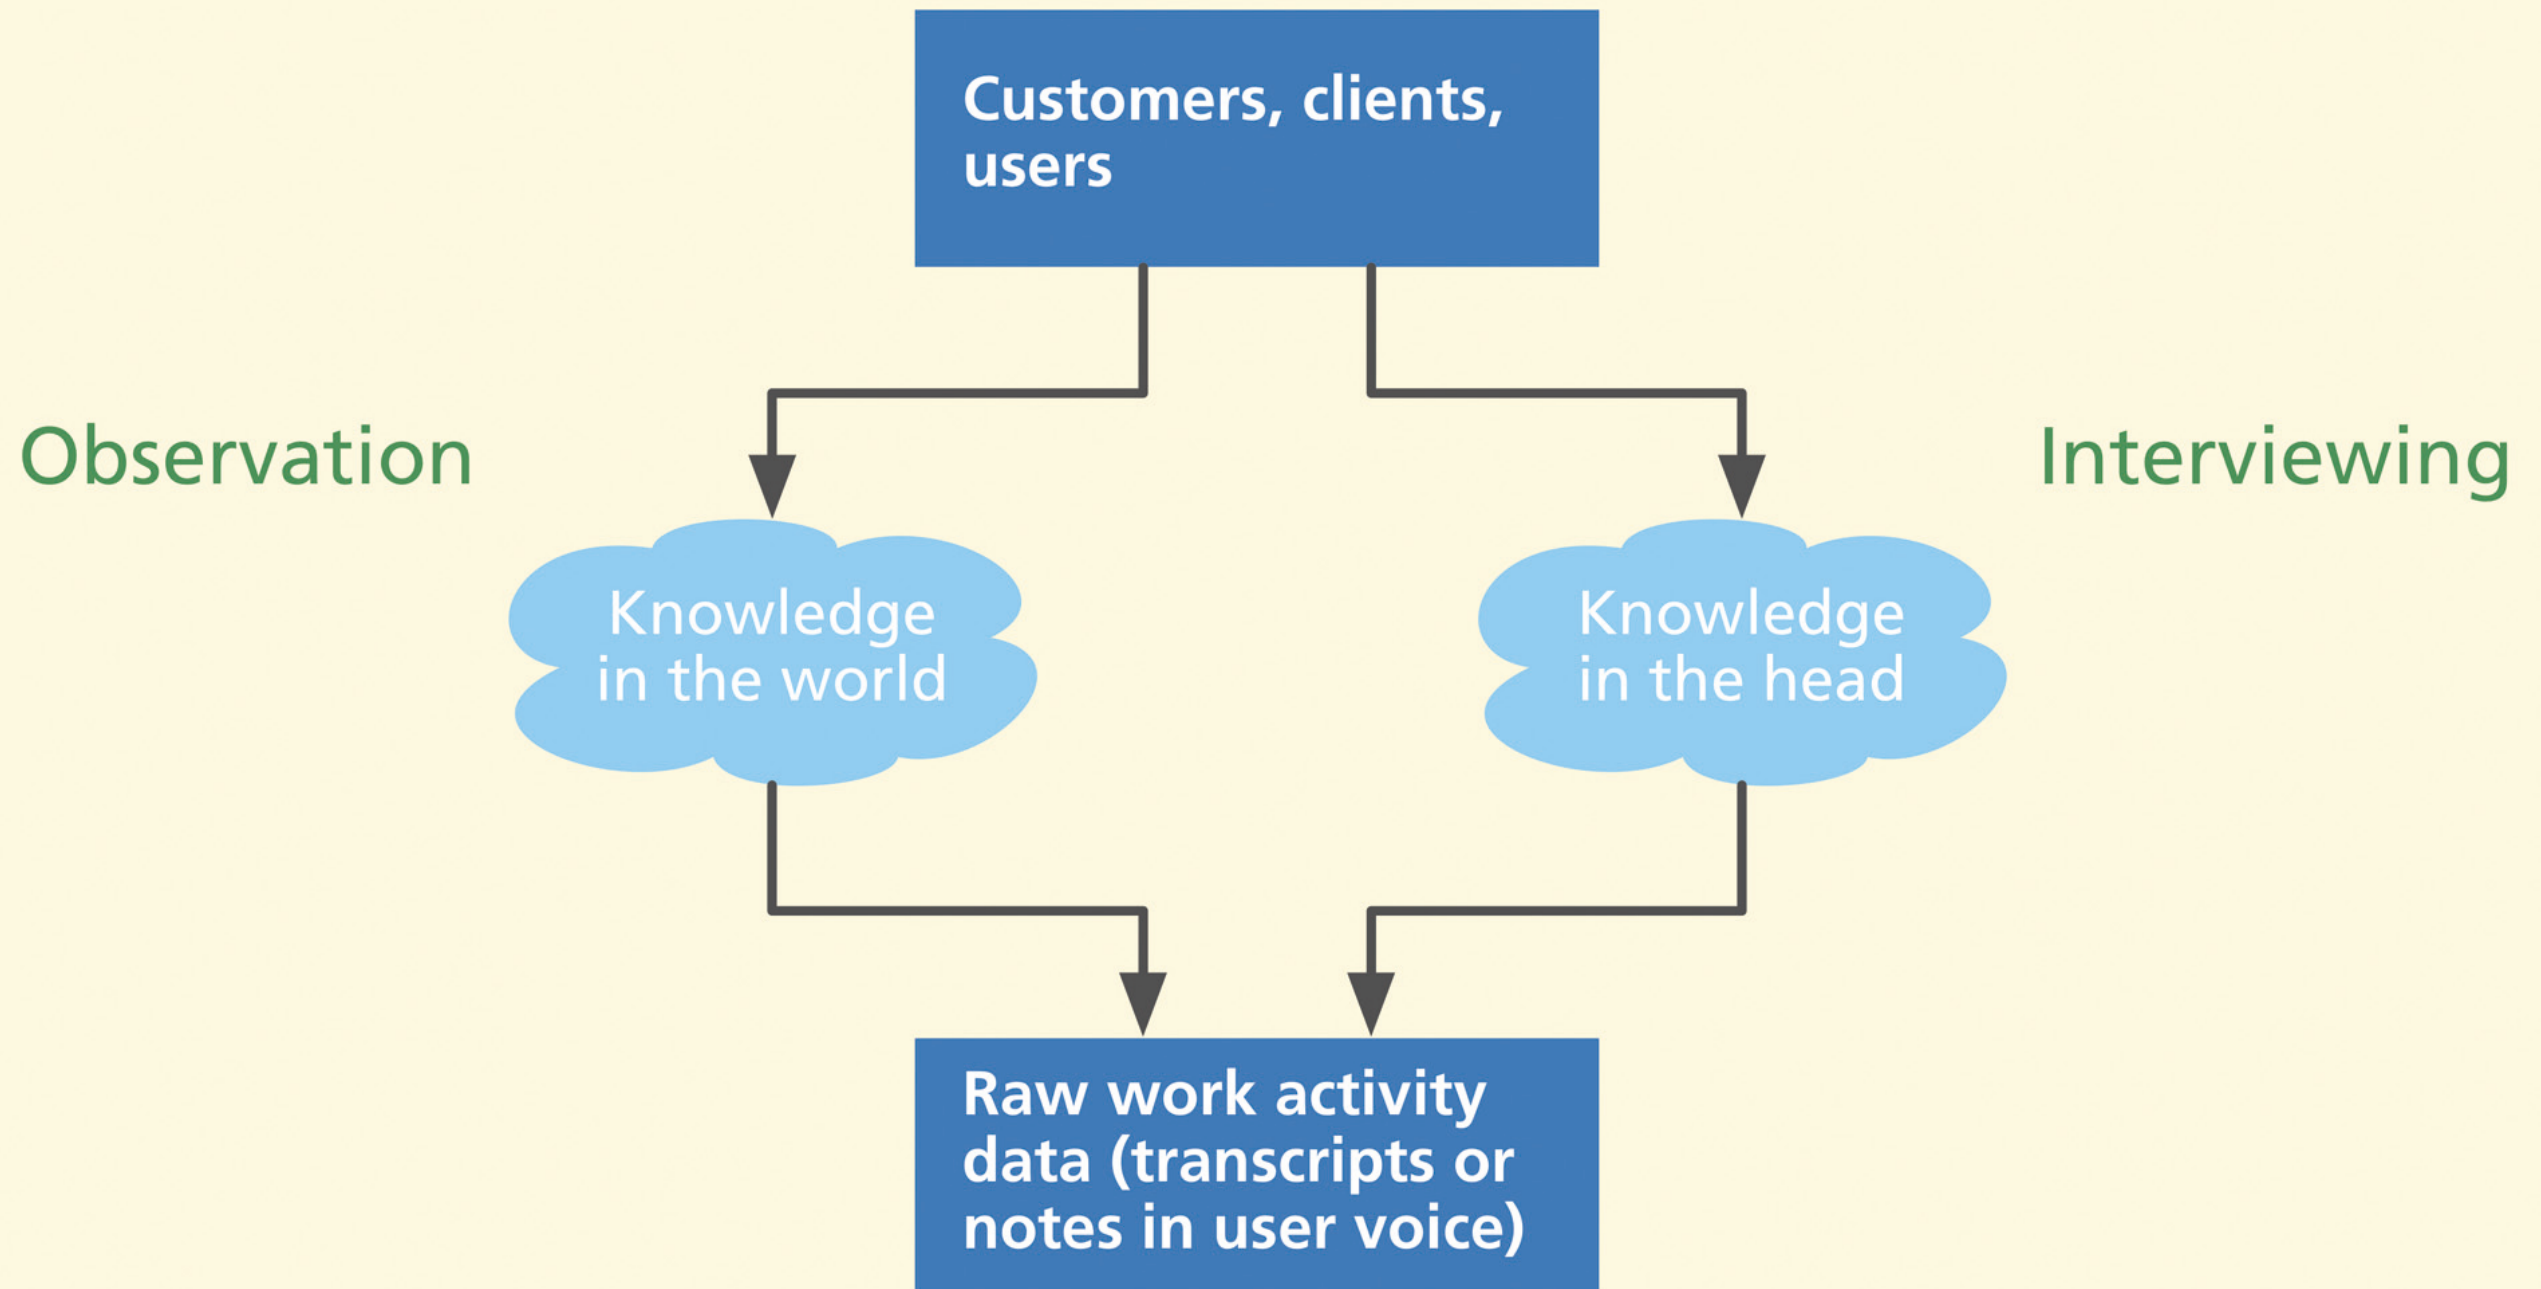 Customers, clients,
users
Observation
Interviewing
Knowledge
in the world
Knowledge
in the head
Raw work activity
data (transcripts or
notes in user voice)